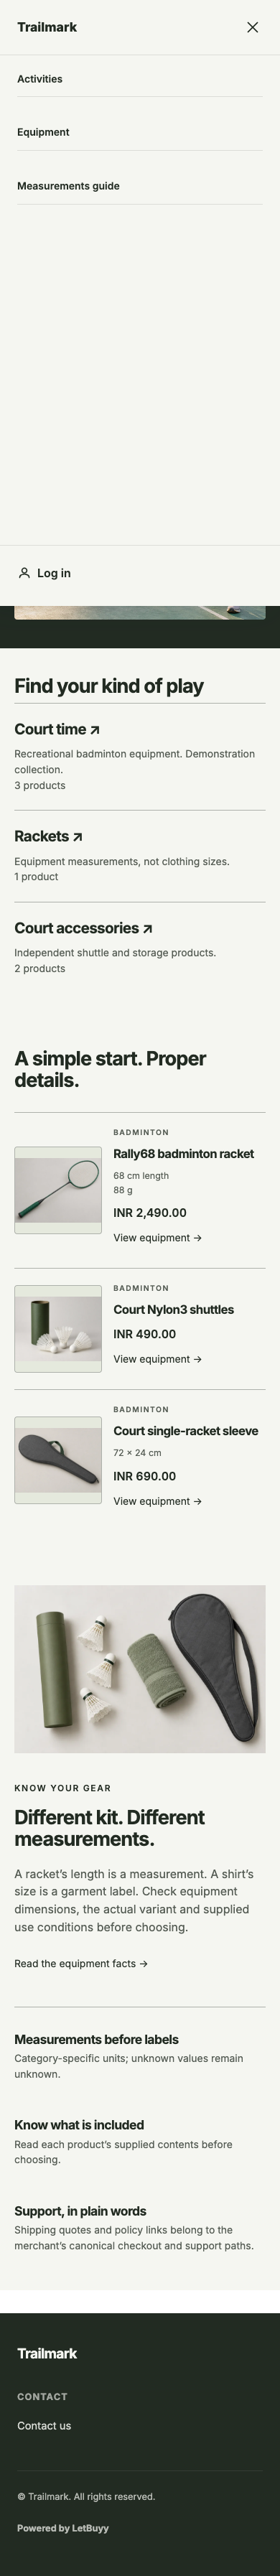 Trailmark
Activities
Equipment
Measurements guide
Log in
Find your kind of play
Court time ↗
Recreational badminton equipment. Demonstration
collection.
3 products
Rackets ↗
Equipment measurements, not clothing sizes.
1 product
Court accessories ↗
Independent shuttle and storage products.
2 products
A simple start. Proper
details.
BADMINTON
Rally68 badminton racket
68 cm length
88 g
INR 2,490.00
View equipment →
BADMINTON
Court Nylon3 shuttles
INR 490.00
View equipment →
BADMINTON
Court single-racket sleeve
72 × 24 cm
INR 690.00
View equipment →
KNOW YOUR GEAR
Different kit. Different
measurements.
A racket’s length is a measurement. A shirt’s
size is a garment label. Check equipment
dimensions, the actual variant and supplied
use conditions before choosing.
Read the equipment facts →
Measurements before labels
Category-specific units; unknown values remain
unknown.
Know what is included
Read each product’s supplied contents before
choosing.
Support, in plain words
Shipping quotes and policy links belong to the
merchant’s canonical checkout and support paths.
Trailmark
CONTACT
Contact us
© Trailmark. All rights reserved.
Powered by LetBuyy